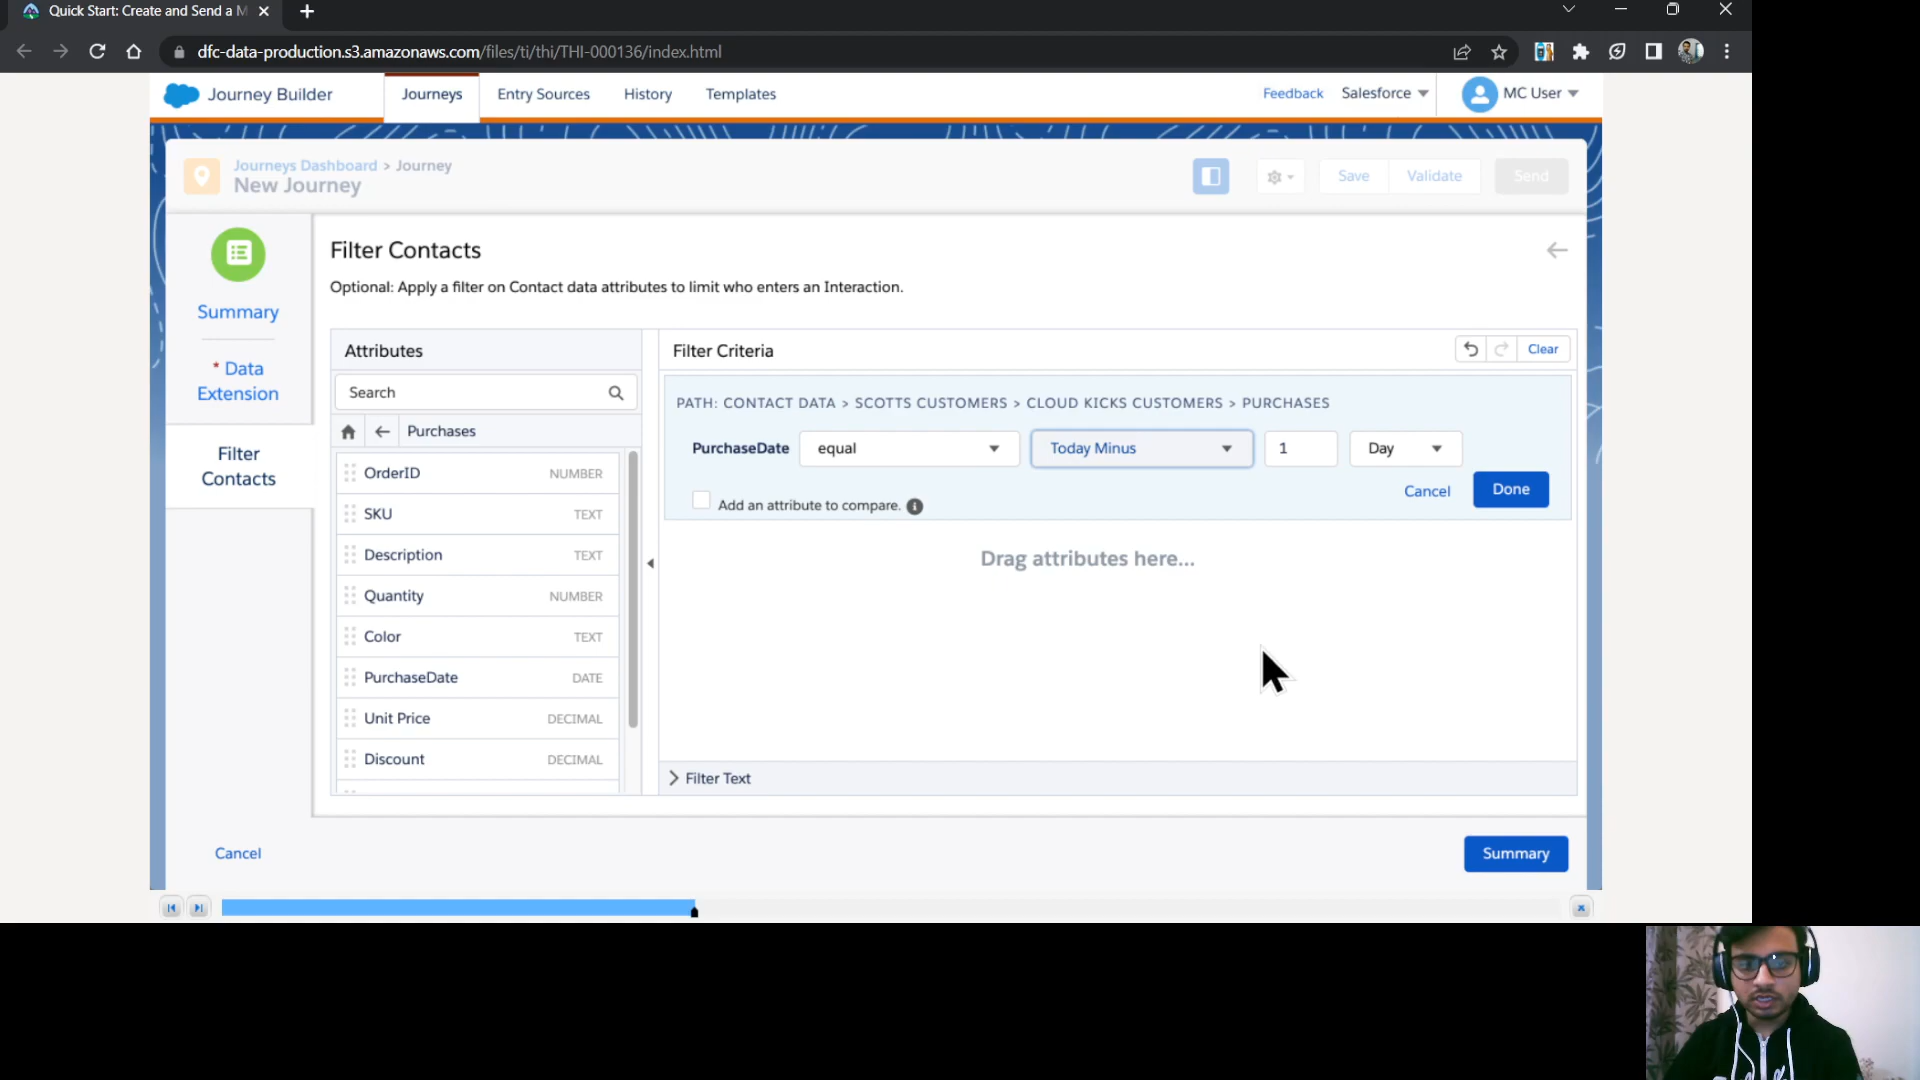 Quick Start: Create and Send a M
dfc-data-production.s3.amazonaws.com/files/ti/thi/THI-000136/index.html
Journey Builder
Journeys
Entry Sources
History
Templates
Feedback
Salesforce
MC User
Journeys Dashboard > Journey
New Journey
Save
Validate
Send
Summary
* Data
Extension
Filter
Contacts
Filter Contacts
Optional: Apply a filter on Contact data attributes to limit who enters an Interaction.
Attributes
Search
Purchases
OrderID NUMBER
SKU TEXT
Description TEXT
Quantity NUMBER
Color TEXT
PurchaseDate DATE
Unit Price DECIMAL
Discount DECIMAL
Filter Criteria
Clear
PATH: CONTACT DATA > SCOTTS CUSTOMERS > CLOUD KICKS CUSTOMERS > PURCHASES
PurchaseDate equal Today Minus 1 Day
Cancel
Done
Add an attribute to compare.
Drag attributes here...
Filter Text
Cancel
Summary